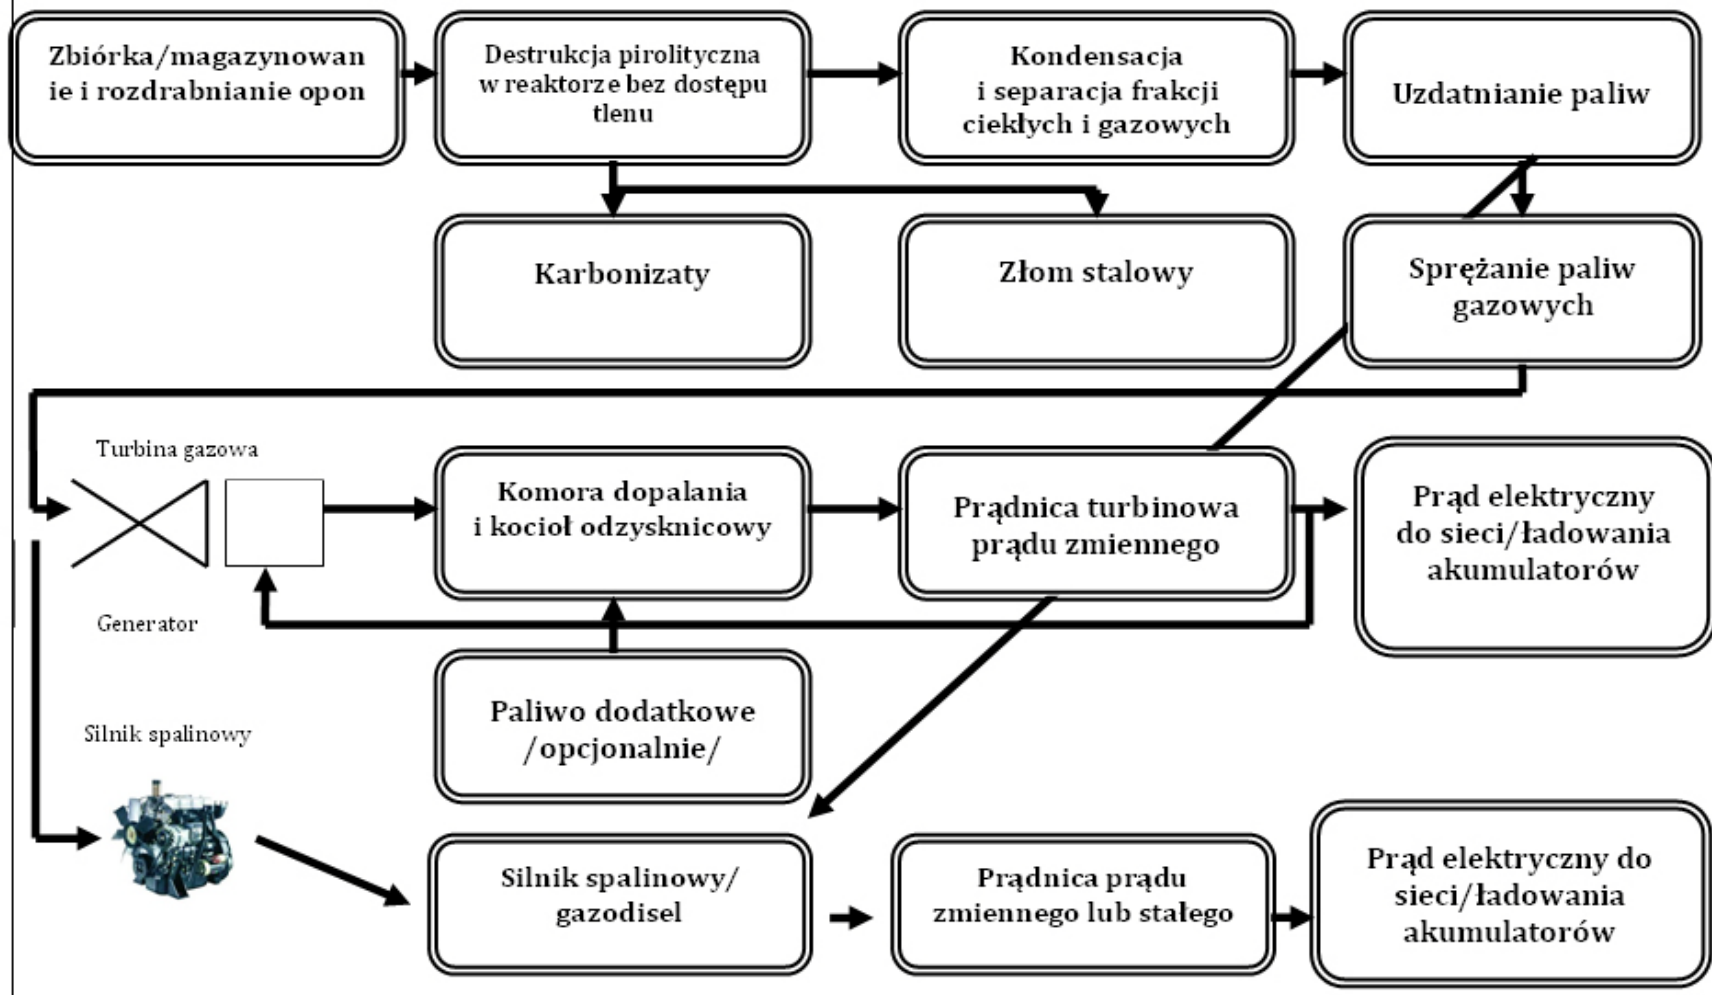 Zbiórka/magazynowan
ie i rozdrabnianie opon
Destrukcja pirolityczna
w reaktorze bez dostępu
tlenu
Kondensacja
i separacja frakcji
ciekłych i gazowych
Uzdatnianie paliw
Karbonizaty
Złom stalowy
Sprężanie paliw
gazowych
Turbina gazowa
Komora dopalania
i kocioł odzysknicowy
Prądnica turbinowa
prądu zmiennego
Prąd elektryczny
do sieci/ładowania
akumulatorów
Generator
Paliwo dodatkowe
/opcjonalnie/
Silnik spalinowy
Silnik spalinowy/
gazodisel
Prądnica prądu
zmiennego lub stałego
Prąd elektryczny do
sieci/ładowania
akumulatorów